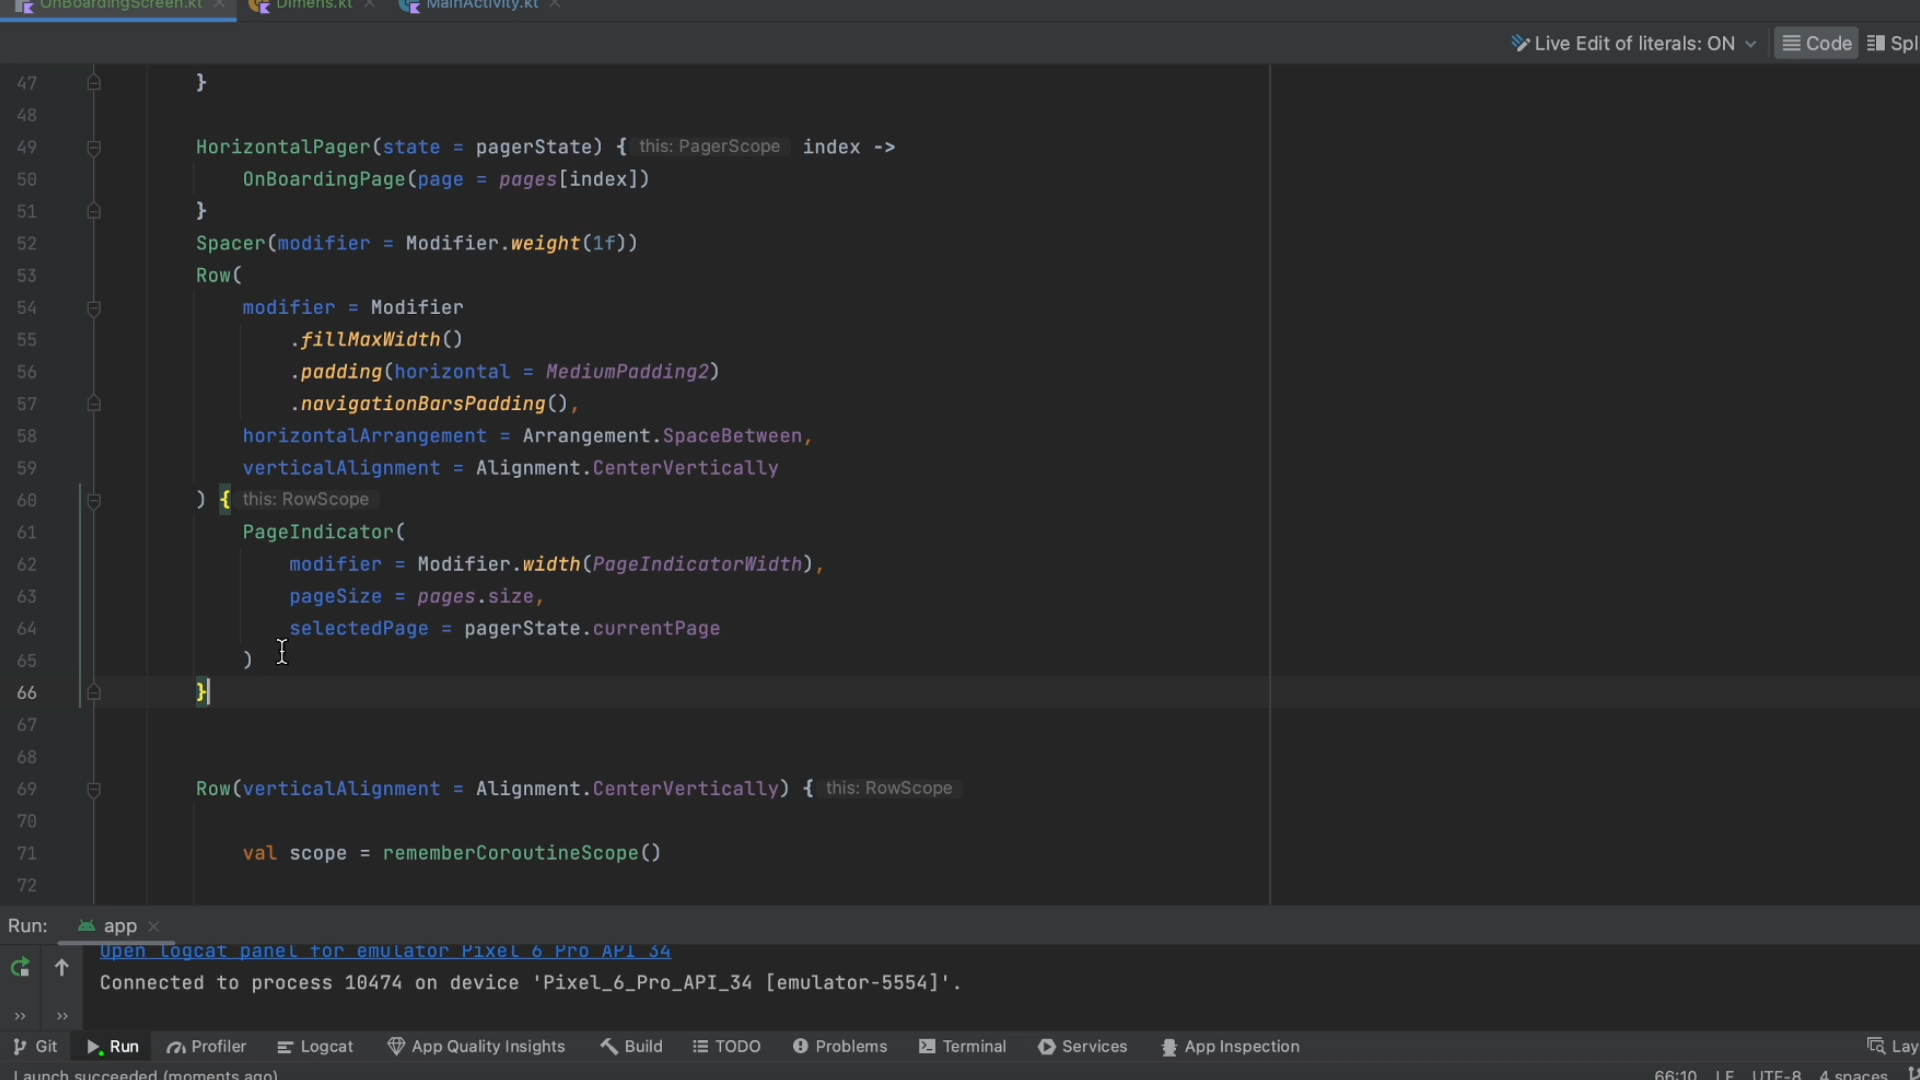 OnBoardingScreen.kt Dimens.kt MainActivity.kt
Live Edit of literals: ON Code Spl
47 }
48
49 HorizontalPager(state = pagerState) { this: PagerScope index ->
50 OnBoardingPage(page = pages[index])
51 }
52 Spacer(modifier = Modifier.weight(1f))
53 Row(
54 modifier = Modifier
55 .fillMaxWidth()
56 .padding(horizontal = MediumPadding2)
57 .navigationBarsPadding(),
58 horizontalArrangement = Arrangement.SpaceBetween,
59 verticalAlignment = Alignment.CenterVertically
60 ) { this: RowScope
61 PageIndicator(
62 modifier = Modifier.width(PageIndicatorWidth),
63 pageSize = pages.size,
64 selectedPage = pagerState.currentPage
65 )
66 }
67
68
69 Row(verticalAlignment = Alignment.CenterVertically) { this: RowScope
70
71 val scope = rememberCoroutineScope()
72
Run: app
Open logcat panel for emulator Pixel 6 Pro API 34
Connected to process 10474 on device 'Pixel_6_Pro_API_34 [emulator-5554]'.
Git Run Profiler Logcat App Quality Insights Build TODO Problems Terminal Services App Inspection Lay
Launch succeeded (moments ago) 66:10 LF UTF-8 4 spaces